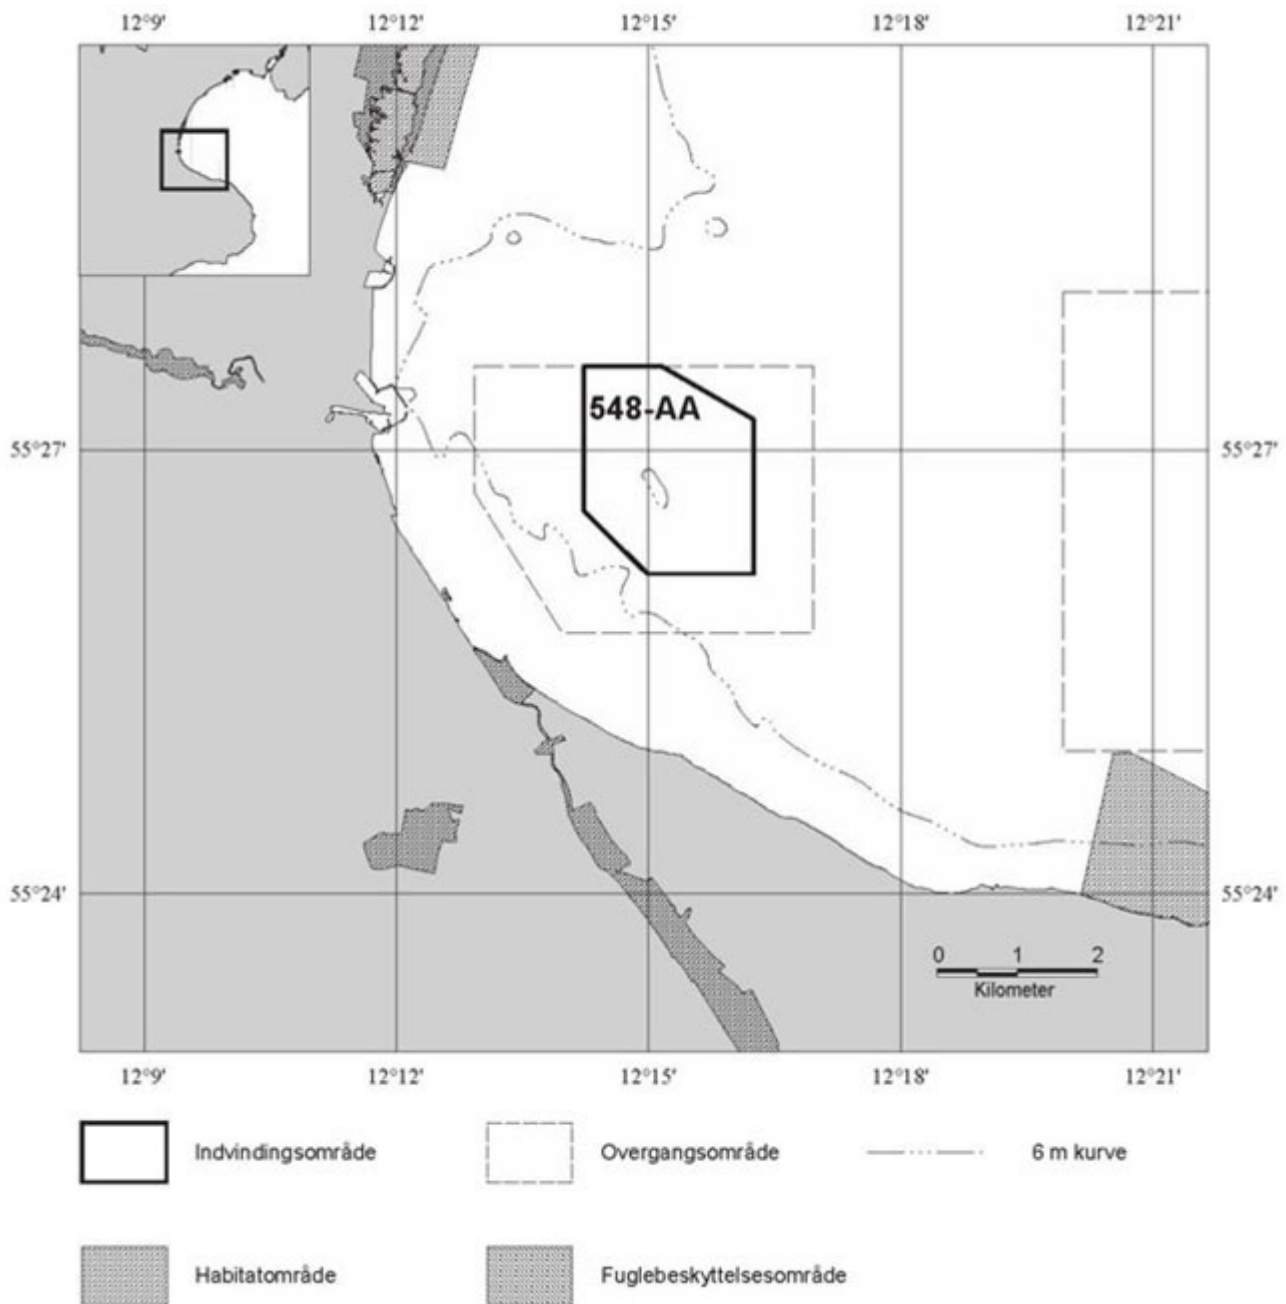 12°9' 12°12' 12°15' 12°18' 12°21'
548-AA
55°27' 55°27'
55°24' 55°24'
0 1 2
Kilometer
12°9' 12°12' 12°15' 12°18' 12°21'
Indvindingsområde Overgangsområde 6 m kurve
Habitatområde Fuglebeskyttelsesområde